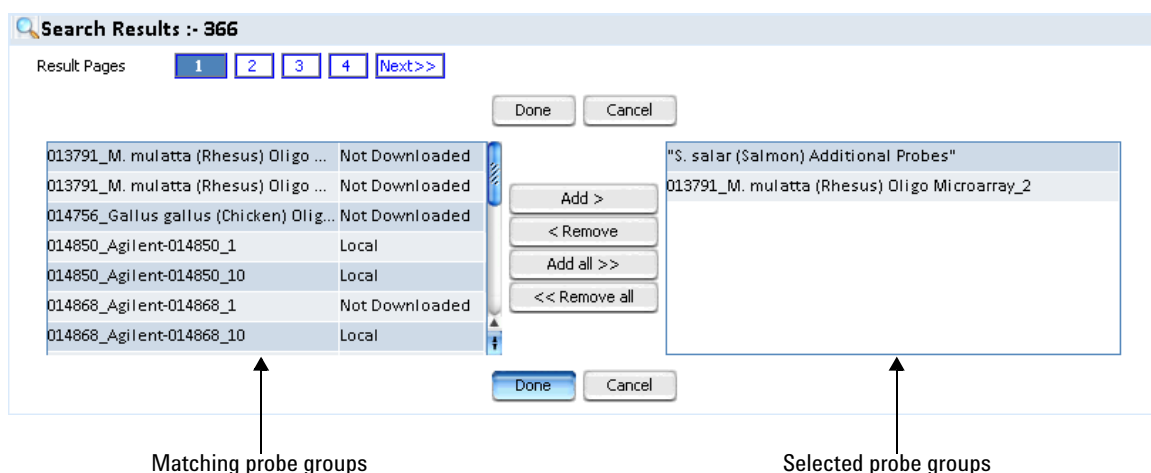 Search Results :- 366
Result Pages 1 2 3 4 Next>>
Done Cancel
013791_M. mulatta (Rhesus) Oligo ... Not Downloaded
013791_M. mulatta (Rhesus) Oligo ... Not Downloaded
014756_Gallus gallus (Chicken) Olig... Not Downloaded
014850_Agilent-014850_1 Local
014850_Agilent-014850_10 Local
014868_Agilent-014868_1 Not Downloaded
014868_Agilent-014868_10 Local
Add >
< Remove
Add all >>
<< Remove all
"S. salar (Salmon) Additional Probes"
013791_M. mulatta (Rhesus) Oligo Microarray_2
Done Cancel
Matching probe groups
Selected probe groups